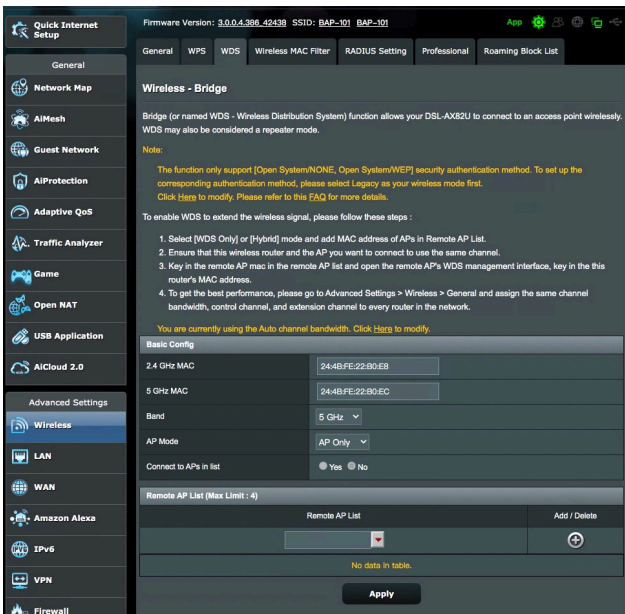 Quick Internet
Setup
Firmware Version: 3.0.0.4.386_42438 SSID: BAP-101 BAP-101
App
General
WPS
WDS
Wireless MAC Filter
RADIUS Setting
Professional
Roaming Block List
General
Network Map
AiMesh
Guest Network
AiProtection
Adaptive QoS
Traffic Analyzer
Game
Open NAT
USB Application
AiCloud 2.0
Advanced Settings
Wireless
LAN
WAN
Amazon Alexa
IPv6
VPN
Firewall
Wireless - Bridge
Bridge (or named WDS - Wireless Distribution System) function allows your DSL-AX82U to connect to an access point wirelessly.
WDS may also be considered a repeater mode.
Note:
The function only support [Open System/NONE, Open System/WEP] security authentication method. To set up the
corresponding authentication method, please select Legacy as your wireless mode first.
Click Here to modify. Please refer to this FAQ for more details.
To enable WDS to extend the wireless signal, please follow these steps :
1. Select [WDS Only] or [Hybrid] mode and add MAC address of APs in Remote AP List.
2. Ensure that this wireless router and the AP you want to connect to use the same channel.
3. Key in the remote AP mac in the remote AP list and open the remote AP's WDS management interface, key in the this
router's MAC address.
4. To get the best performance, please go to Advanced Settings > Wireless > General and assign the same channel
bandwidth, control channel, and extension channel to every router in the network.
You are currently using the Auto channel bandwidth. Click Here to modify.
Basic Config
2.4 GHz MAC
24:4B:FE:22:B0:E8
5 GHz MAC
24:4B:FE:22:B0:EC
Band
5 GHz
AP Mode
AP Only
Connect to APs in list
Yes No
Remote AP List (Max Limit : 4)
Remote AP List
Add / Delete
No data in table.
Apply